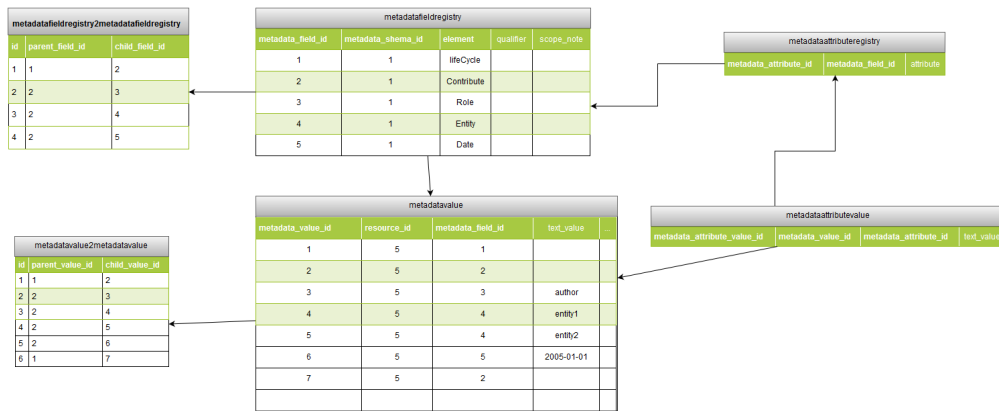 metadatafieldregistry2metadatafieldregistry
id parent_field_id child_field_id
1 1 2
2 2 3
3 2 4
4 2 5
metadatafieldregistry
metadata_field_id metadata_shema_id element qualifier scope_note
1 1 lifeCycle
2 1 Contribute
3 1 Role
4 1 Entity
5 1 Date
metadataattributeregistry
metadata_attribute_id metadata_field_id attribute
metadatavalue2metadatavalue
id parent_value_id child_value_id
1 1 2
2 2 3
3 2 4
4 2 5
5 2 6
6 1 7
metadatavalue
metadata_value_id resource_id metadata_field_id text_value ...
1 5 1
2 5 2
3 5 3 author
4 5 4 entity1
5 5 4 entity2
6 5 5 2005-01-01
7 5 2
metadataattributevalue
metadata_attribute_value_id metadata_value_id metadata_attribute_id text_value